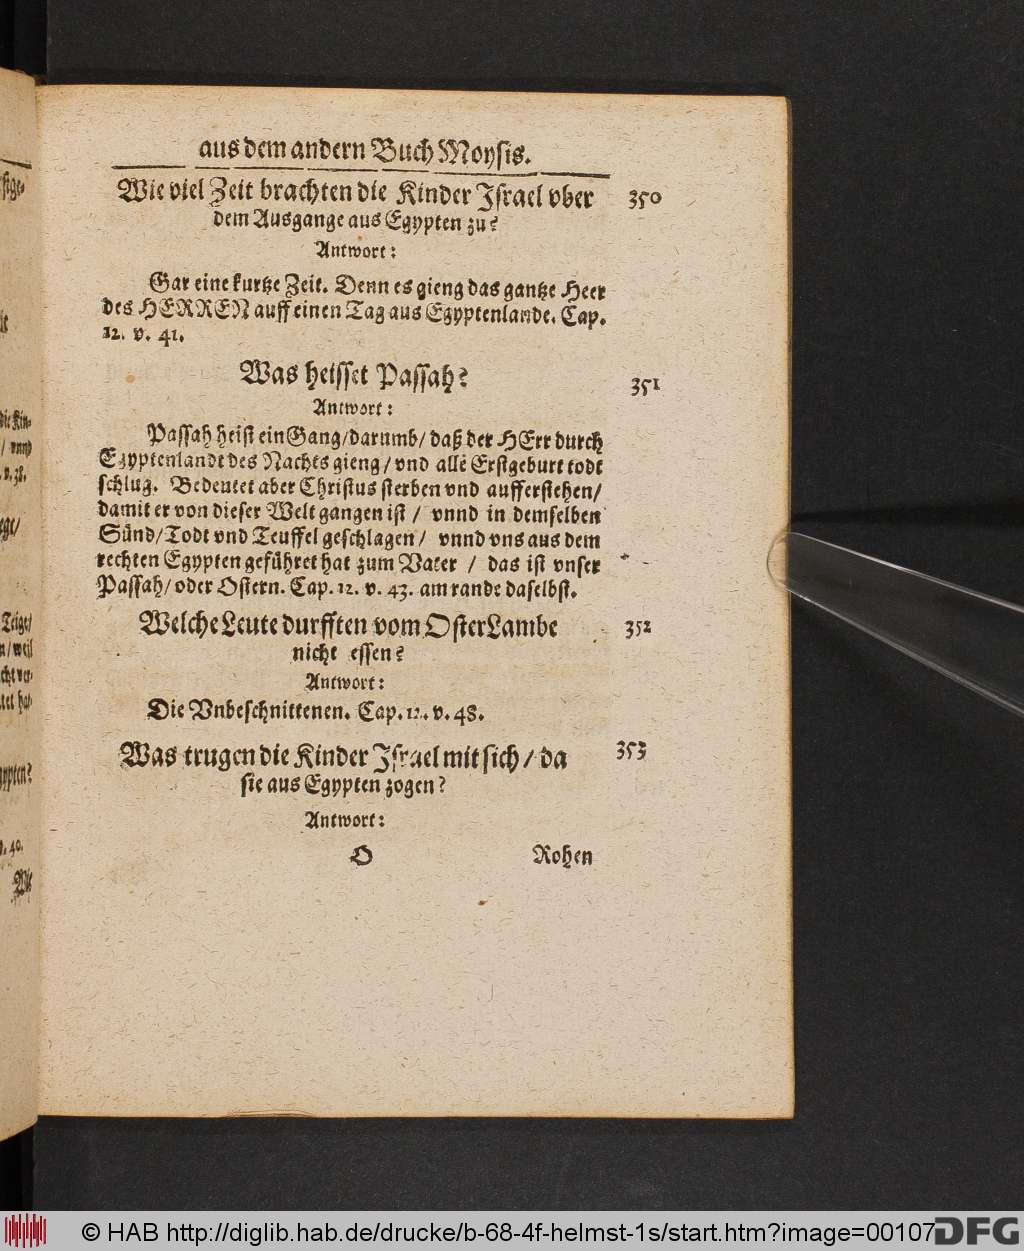 aus dem andern Buch Moysis.
Wie viel Zeit brachten die Kinder Israel vber 350
dem Ausgange aus Egypten zu?
Antwort:
Gar eine kurtze Zeit. Denn es gieng das gantze Heer
des HERREN auff einen Tag aus Egyptenlande. Cap.
12. v. 41.
Was heisset Passah? 351
Antwort:
Passah heist ein Gang/darumb/ daß der HErr durch
Egyptenlandt des Nachts gieng/ vnd alle Erstgeburt todt
schlug. Bedeutet aber Christus sterben vnd aufferstehen/
damit er von dieser Welt gangen ist / vnnd in demselben
Sünd/Todt vnd Teuffel geschlagen/ vnnd vns aus dem
rechten Egypten geführet hat zum Vater / das ist vnser
Passah/ oder Ostern. Cap. 12. v. 43. am rande daselbst.
Welche Leute durfften vom OsterLambe 352
nicht essen?
Antwort:
Die Vnbeschnittenen. Cap. 12. v. 48.
Was trugen die Kinder Israel mit sich / da 353
sie aus Egypten zogen?
Antwort:
O Rohen
© HAB http://diglib.hab.de/drucke/b-68-4f-helmst-1s/start.htm?image=00107
DFG